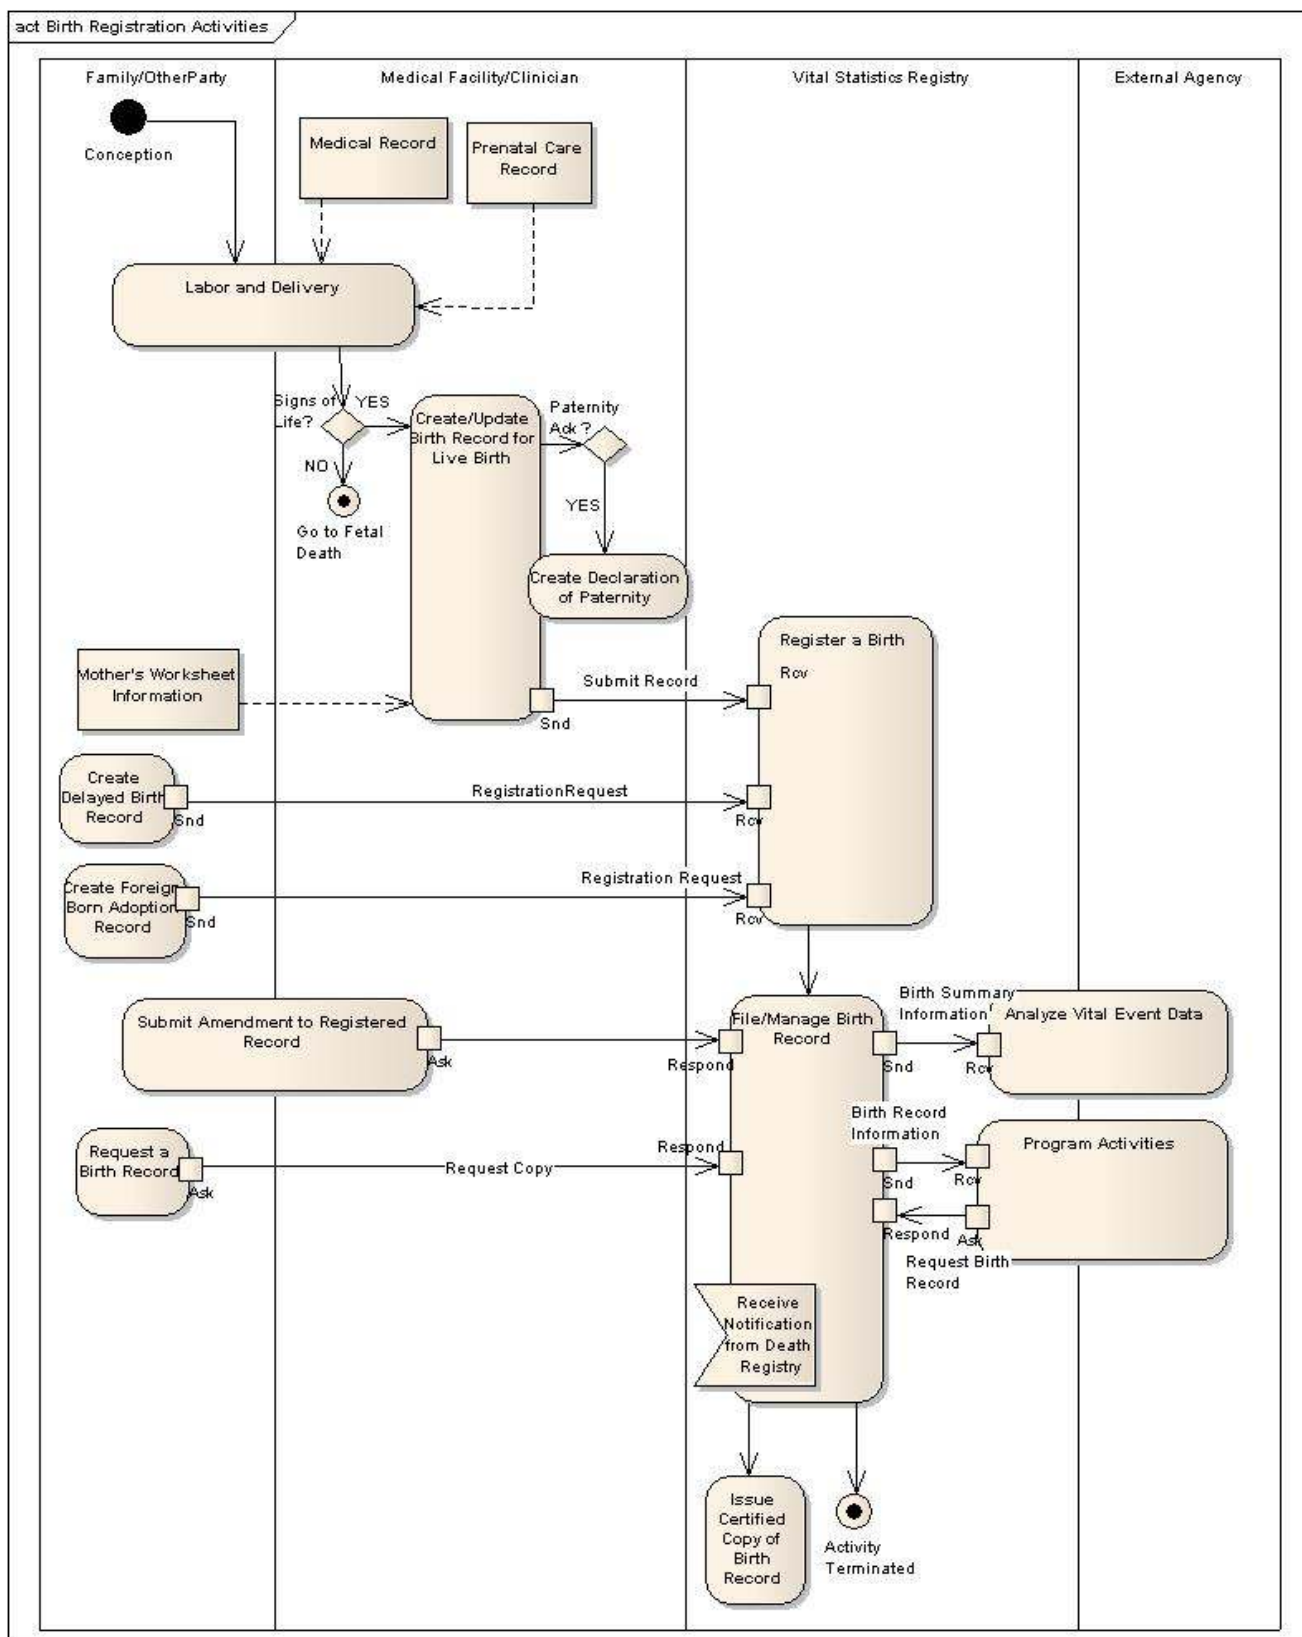 act Birth Registration Activities
Family/OtherParty
Medical Facility/Clinician
Vital Statistics Registry
External Agency
Conception
Medical Record
Prenatal Care
Record
Labor and Delivery
Signs of
Life?
YES
NO
Go to Fetal
Death
Create/Update
Birth Record for
Live Birth
Paternity
Ack ?
YES
Create Declaration
of Paternity
Mother's Worksheet
Information
Snd
Submit Record
Register a Birth
Rcv
Create
Delayed Birth
Record
Snd
RegistrationRequest
Rcv
Create Foreign
Born Adoption
Record
Snd
Registration Request
Rcv
Submit Amendment to Registered
Record
Ask
Respond
File/Manage Birth
Record
Birth Summary
Information
Snd
Rcv
Analyze Vital Event Data
Request a
Birth Record
Ask
Request Copy
Respond
Birth Record
Information
Snd
Rcv
Program Activities
Respond
Ask
Request Birth
Record
Receive
Notification
from Death
Registry
Issue
Certified
Copy of
Birth
Record
Activity
Terminated